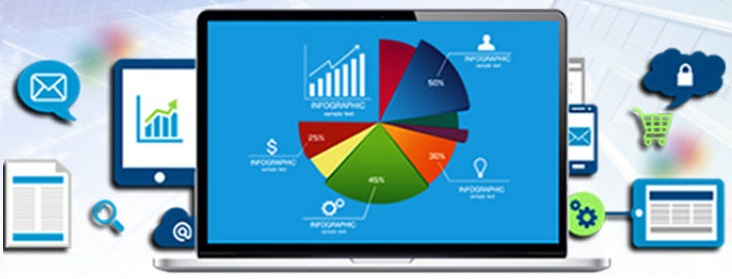 50%
INFOGRAPHIC
sample text
INFOGRAPHIC
sample text
25%
$
INFOGRAPHIC
sample text
30%
45%
INFOGRAPHIC
sample text
INFOGRAPHIC
sample text
@